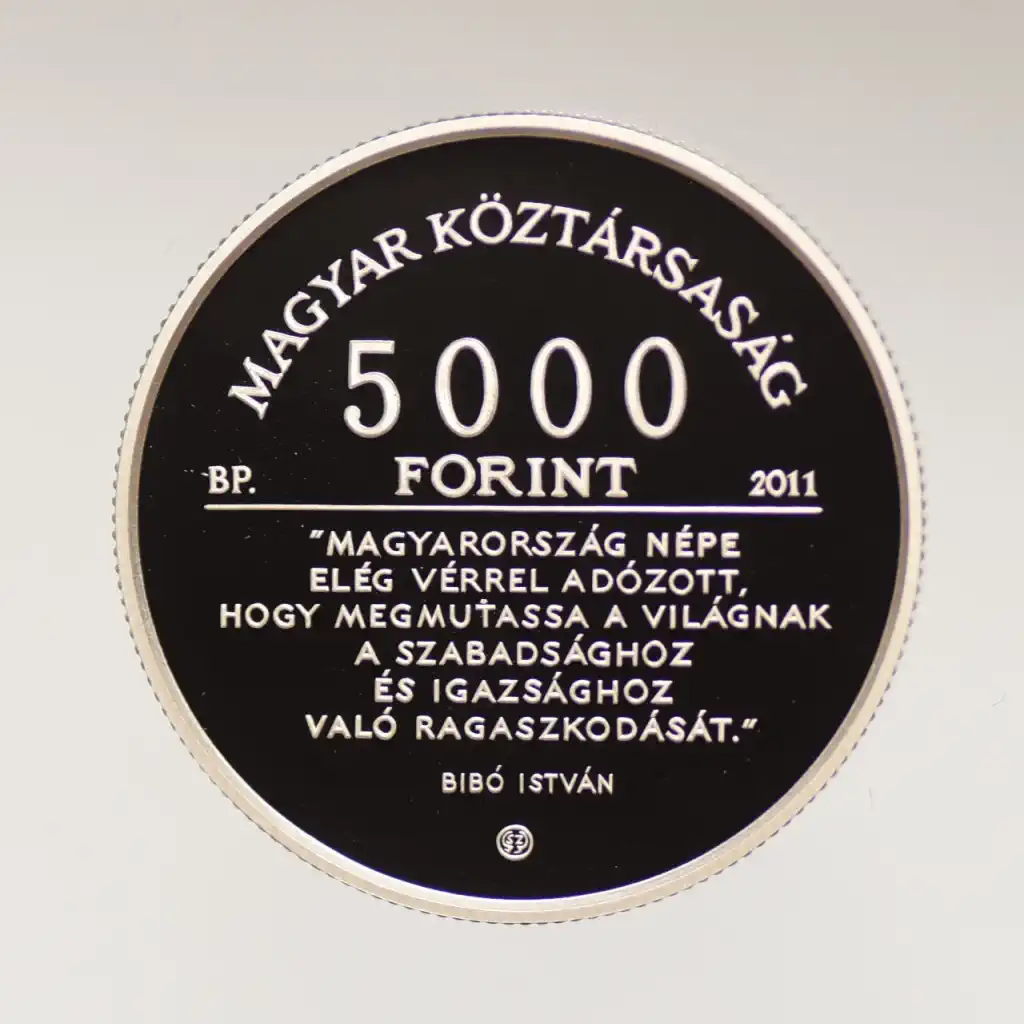 MAGYAR KÖZTÁRSASÁG
5000
FORINT
BP. 2011
"MAGYARORSZÁG NÉPE
ELÉG VÉRREL ADÓZOTT,
HOGY MEGMUTASSA A VILÁGNAK
A SZABADSÁGHOZ
ÉS IGAZSÁGHOZ
VALÓ RAGASZKODÁSÁT."
BIBÓ ISTVÁN